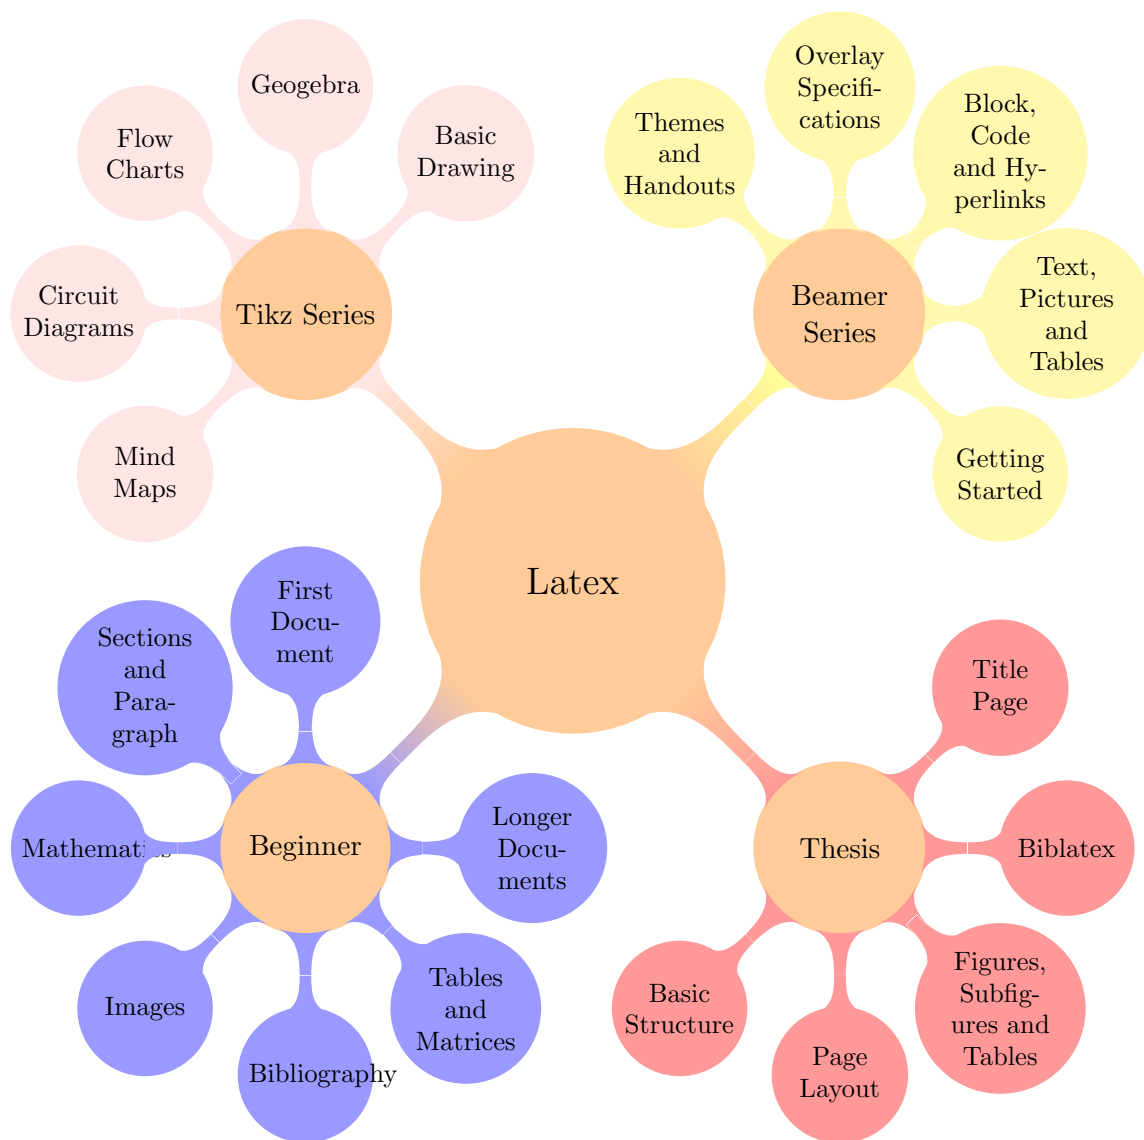 Geogebra
Flow
Charts
Basic
Drawing
Circuit
Diagrams
Tikz Series
Mind
Maps
Overlay
Specifi-
cations
Themes
and
Handouts
Block,
Code
and Hy-
perlinks
Beamer
Series
Text,
Pictures
and
Tables
Getting
Started
Latex
First
Docu-
ment
Sections
and
Para-
graph
Mathematics
Beginner
Longer
Docu-
ments
Images
Bibliography
Tables
and
Matrices
Title
Page
Thesis
Biblatex
Basic
Structure
Page
Layout
Figures,
Subfig-
ures and
Tables